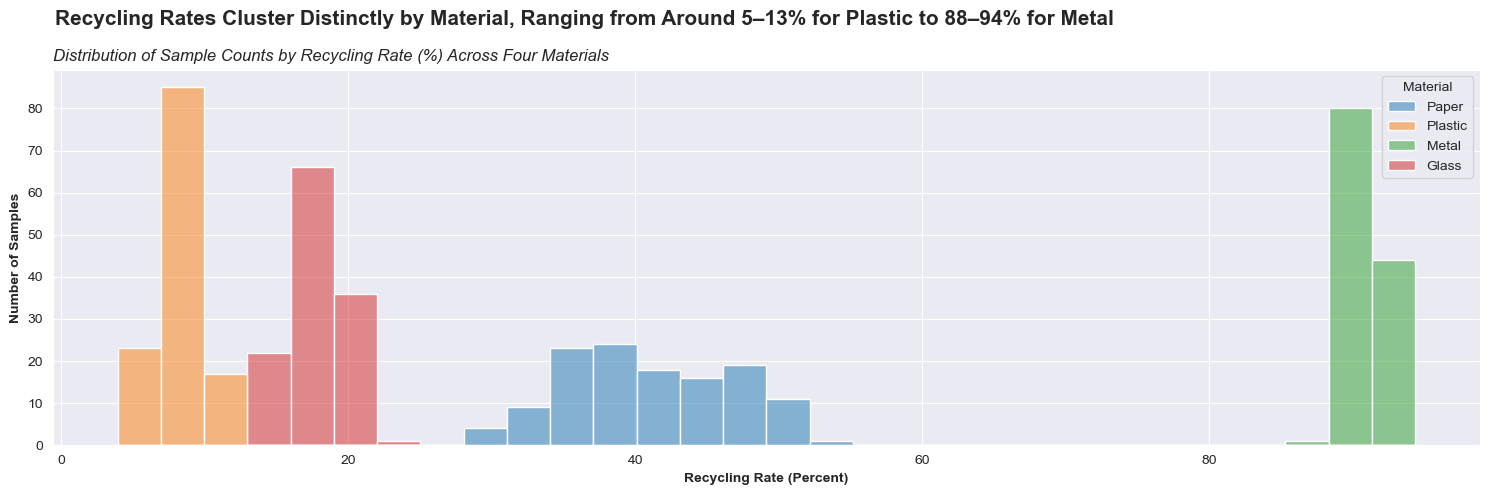 Recycling Rates Cluster Distinctly by Material, Ranging from Around 5–13% for Plastic to 88–94% for Metal
Distribution of Sample Counts by Recycling Rate (%) Across Four Materials
Material
Paper
Plastic
Metal
Glass
Number of Samples
80
70
60
50
40
30
20
10
0
0 20 40 60 80
Recycling Rate (Percent)